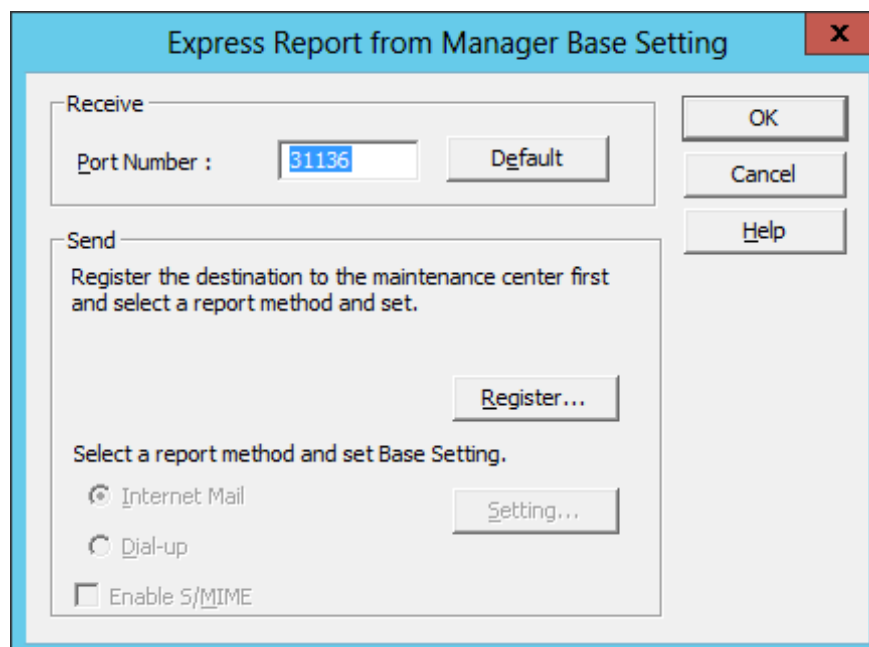 Express Report from Manager Base Setting
x
Receive
Port Number :
31136
Default
OK
Cancel
Help
Send
Register the destination to the maintenance center first
and select a report method and set.
Register...
Select a report method and set Base Setting.
Internet Mail
Setting...
Dial-up
Enable S/MIME